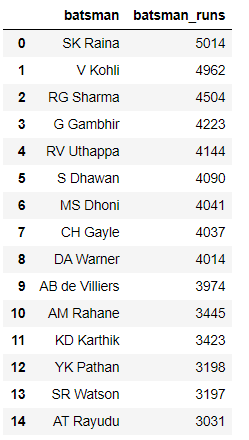 batsman batsman_runs
0 SK Raina 5014
1 V Kohli 4962
2 RG Sharma 4504
3 G Gambhir 4223
4 RV Uthappa 4144
5 S Dhawan 4090
6 MS Dhoni 4041
7 CH Gayle 4037
8 DA Warner 4014
9 AB de Villiers 3974
10 AM Rahane 3445
11 KD Karthik 3423
12 YK Pathan 3198
13 SR Watson 3197
14 AT Rayudu 3031